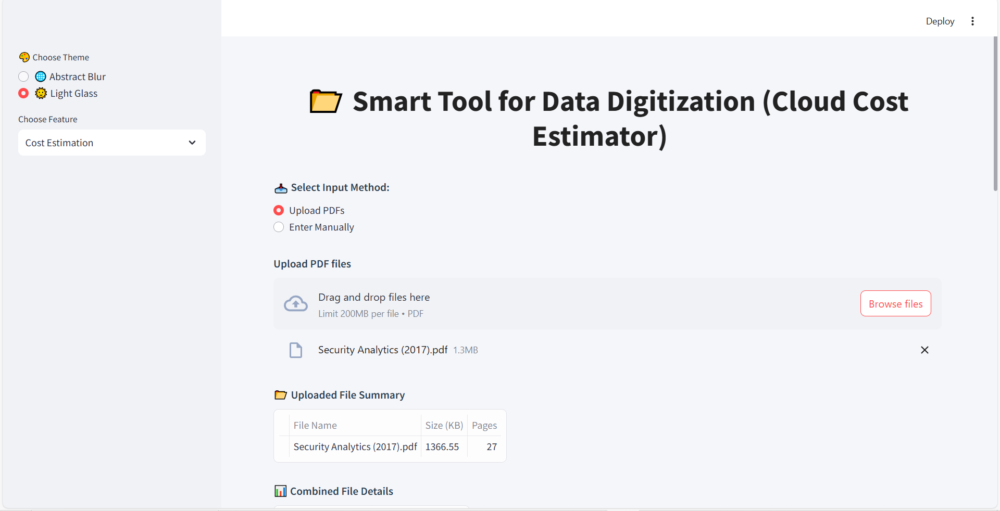 Deploy
Choose Theme
Abstract Blur
Light Glass
Choose Feature
Cost Estimation
Smart Tool for Data Digitization (Cloud Cost
Estimator)
Select Input Method:
Upload PDFs
Enter Manually
Upload PDF files
Drag and drop files here
Limit 200MB per file • PDF
Browse files
Security Analytics (2017).pdf 1.3MB
Uploaded File Summary
File Name Size (KB) Pages
Security Analytics (2017).pdf 1366.55 27
Combined File Details